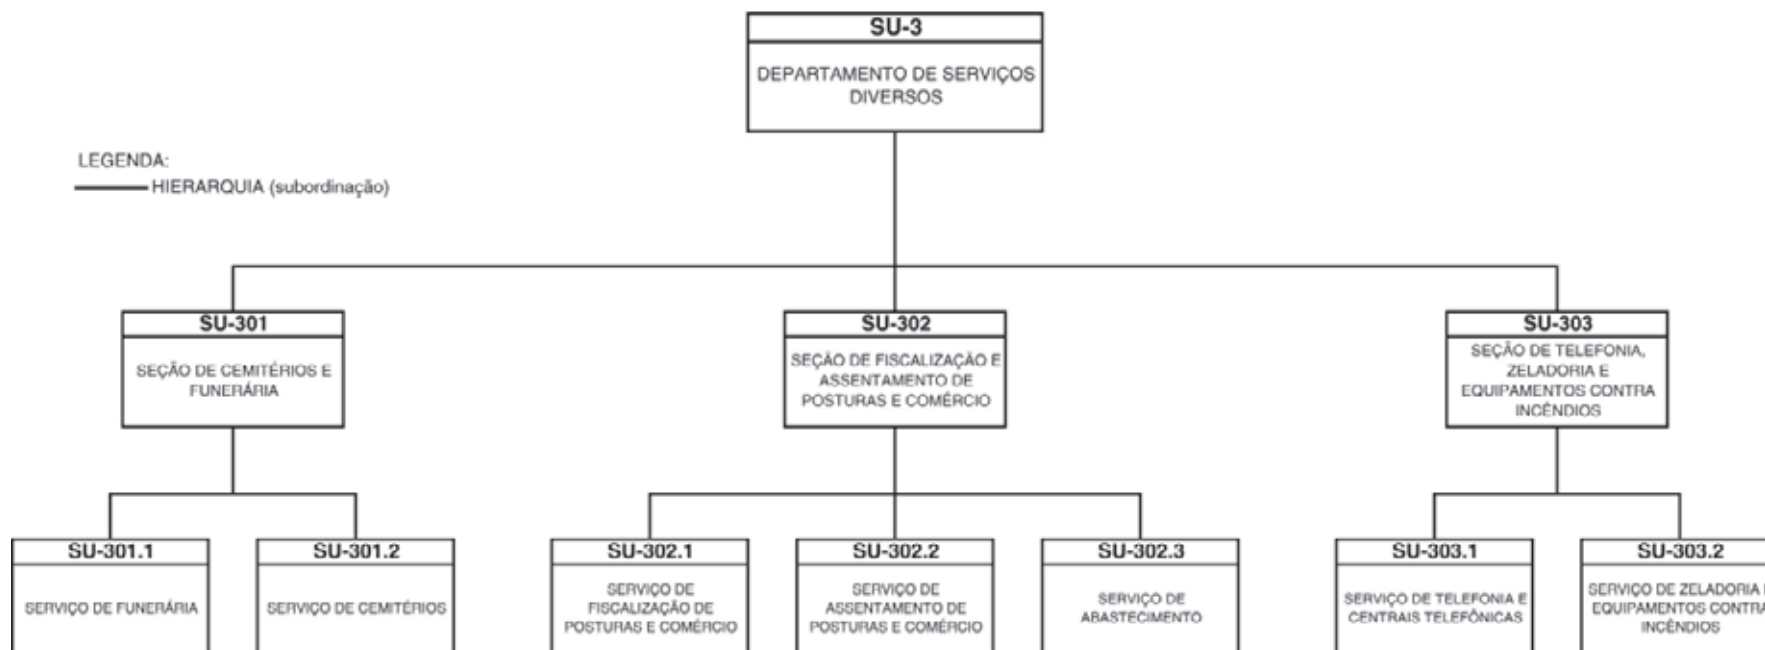 SU-3
DEPARTAMENTO DE SERVIÇOS
DIVERSOS
LEGENDA:
HIERARQUIA (subordinação)
SU-301
SEÇÃO DE CEMITÉRIOS E
FUNERÁRIA
SU-302
SEÇÃO DE FISCALIZAÇÃO E
ASSENTAMENTO DE
POSTURAS E COMÉRCIO
SU-303
SEÇÃO DE TELEFONIA,
ZELADORIA E
EQUIPAMENTOS CONTRA
INCÊNDIOS
SU-301.1
SERVIÇO DE FUNERÁRIA
SU-301.2
SERVIÇO DE CEMITÉRIOS
SU-302.1
SERVIÇO DE
FISCALIZAÇÃO DE
POSTURAS E COMÉRCIO
SU-302.2
SERVIÇO DE
ASSENTAMENTO DE
POSTURAS E COMÉRCIO
SU-302.3
SERVIÇO DE
ABASTECIMENTO
SU-303.1
SERVIÇO DE TELEFONIA E
CENTRAIS TELEFÔNICAS
SU-303.2
SERVIÇO DE ZELADORIA E
EQUIPAMENTOS CONTRA
INCÊNDIOS